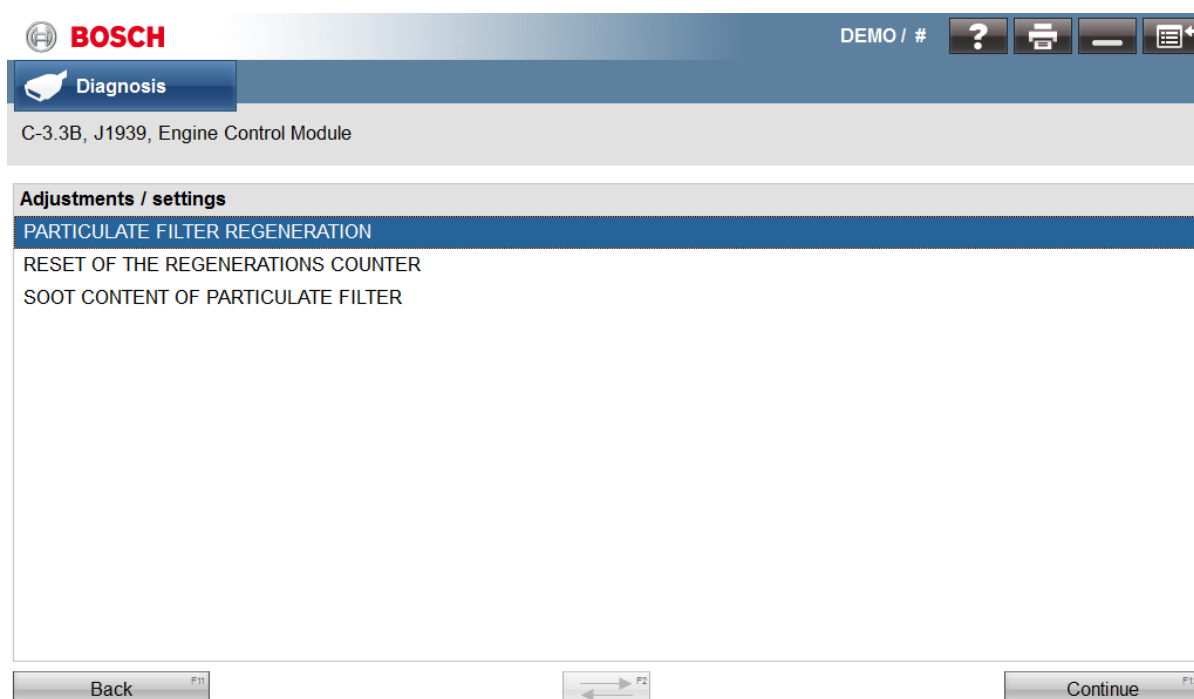 BOSCH
DEMO / #
?
Diagnosis
C-3.3B, J1939, Engine Control Module
Adjustments / settings
PARTICULATE FILTER REGENERATION
RESET OF THE REGENERATIONS COUNTER
SOOT CONTENT OF PARTICULATE FILTER
Back F11
F2
Continue